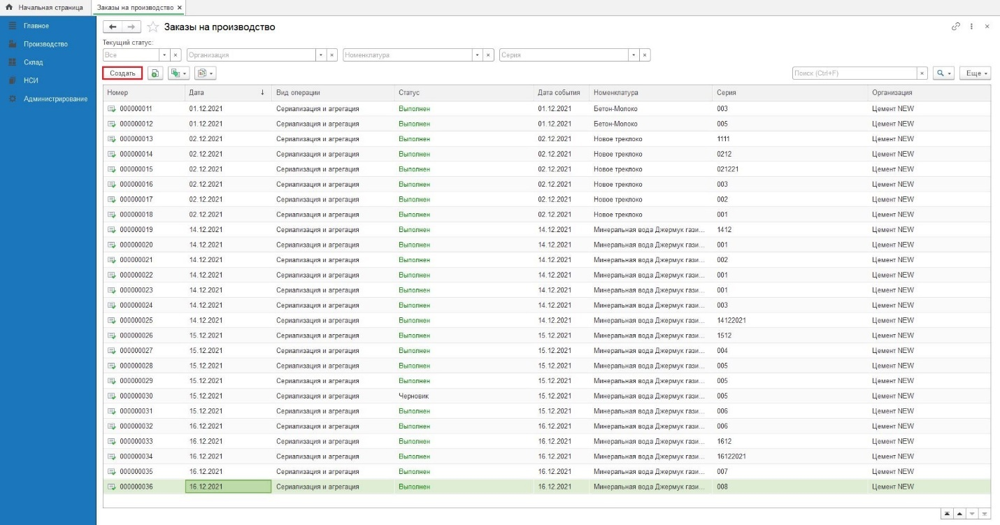 Начальная страница Заказы на производство ×
Главное
Производство
Склад
НСИ
Администрирование
Заказы на производство
Текущий статус:
Все Организация Номенклатура Серия
Создать Поиск (Ctrl+F) Еще
Номер Дата ↓ Вид операции Статус Дата события Номенклатура Серия Организация
000000011 01.12.2021 Сериализация и агрегация Выполнен 01.12.2021 Бетон-Молоко 003 Цемент NEW
000000012 01.12.2021 Сериализация и агрегация Выполнен 01.12.2021 Бетон-Молоко 005 Цемент NEW
000000013 02.12.2021 Сериализация и агрегация Выполнен 02.12.2021 Новое треклоко 1111 Цемент NEW
000000014 02.12.2021 Сериализация и агрегация Выполнен 02.12.2021 Новое треклоко 0212 Цемент NEW
000000015 02.12.2021 Сериализация и агрегация Выполнен 02.12.2021 Новое треклоко 021221 Цемент NEW
000000016 02.12.2021 Сериализация и агрегация Выполнен 02.12.2021 Новое треклоко 003 Цемент NEW
000000017 02.12.2021 Сериализация и агрегация Выполнен 02.12.2021 Новое треклоко 002 Цемент NEW
000000018 02.12.2021 Сериализация и агрегация Выполнен 02.12.2021 Новое треклоко 001 Цемент NEW
000000019 14.12.2021 Сериализация и агрегация Выполнен 14.12.2021 Минеральная вода Джермук гази... 1412 Цемент NEW
000000020 14.12.2021 Сериализация и агрегация Выполнен 14.12.2021 Минеральная вода Джермук гази... 001 Цемент NEW
000000021 14.12.2021 Сериализация и агрегация Выполнен 14.12.2021 Минеральная вода Джермук гази... 002 Цемент NEW
000000022 14.12.2021 Сериализация и агрегация Выполнен 14.12.2021 Минеральная вода Джермук гази... 001 Цемент NEW
000000023 14.12.2021 Сериализация и агрегация Выполнен 14.12.2021 Минеральная вода Джермук гази... 001 Цемент NEW
000000024 14.12.2021 Сериализация и агрегация Выполнен 14.12.2021 Минеральная вода Джермук гази... 003 Цемент NEW
000000025 14.12.2021 Сериализация и агрегация Выполнен 14.12.2021 Минеральная вода Джермук гази... 14122021 Цемент NEW
000000026 15.12.2021 Сериализация и агрегация Выполнен 15.12.2021 Минеральная вода Джермук гази... 1512 Цемент NEW
000000027 15.12.2021 Сериализация и агрегация Выполнен 15.12.2021 Минеральная вода Джермук гази... 004 Цемент NEW
000000028 15.12.2021 Сериализация и агрегация Выполнен 15.12.2021 Минеральная вода Джермук гази... 005 Цемент NEW
000000029 15.12.2021 Сериализация и агрегация Выполнен 15.12.2021 Минеральная вода Джермук гази... 005 Цемент NEW
000000030 15.12.2021 Сериализация и агрегация Черновик 15.12.2021 Минеральная вода Джермук гази... 005 Цемент NEW
000000031 15.12.2021 Сериализация и агрегация Выполнен 15.12.2021 Минеральная вода Джермук гази... 006 Цемент NEW
000000032 16.12.2021 Сериализация и агрегация Выполнен 16.12.2021 Минеральная вода Джермук гази... 006 Цемент NEW
000000033 16.12.2021 Сериализация и агрегация Выполнен 16.12.2021 Минеральная вода Джермук гази... 1612 Цемент NEW
000000034 16.12.2021 Сериализация и агрегация Выполнен 16.12.2021 Минеральная вода Джермук гази... 16122021 Цемент NEW
000000035 16.12.2021 Сериализация и агрегация Выполнен 16.12.2021 Минеральная вода Джермук гази... 007 Цемент NEW
000000036 16.12.2021 Сериализация и агрегация Выполнен 16.12.2021 Минеральная вода Джермук гази... 008 Цемент NEW